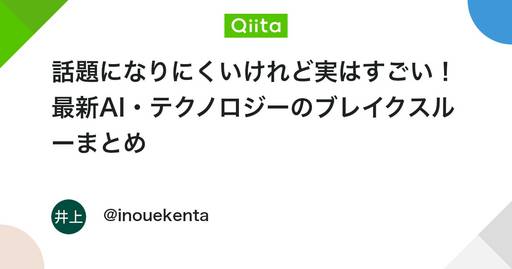 Qiita
話題になりにくいけれど実はすごい！
最新AI・テクノロジーのブレイクスル
ーまとめ
井上 @inouekenta